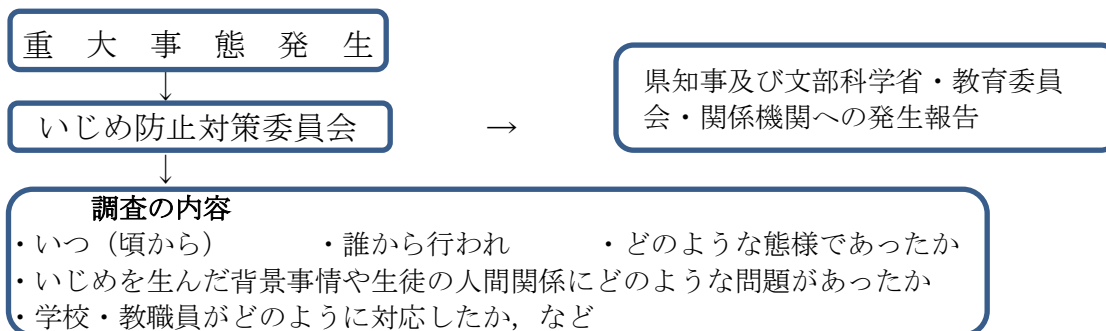 重　大　事　態　発　生
↓
県知事及び文部科学省・教育委員
会・関係機関への発生報告
いじめ防止対策委員会　→
↓
調査の内容
・いつ（頃から）　・誰から行われ　・どのような態様であったか
・いじめを生んだ背景事情や生徒の人間関係にどのような問題があったか
・学校・教職員がどのように対応したか，など